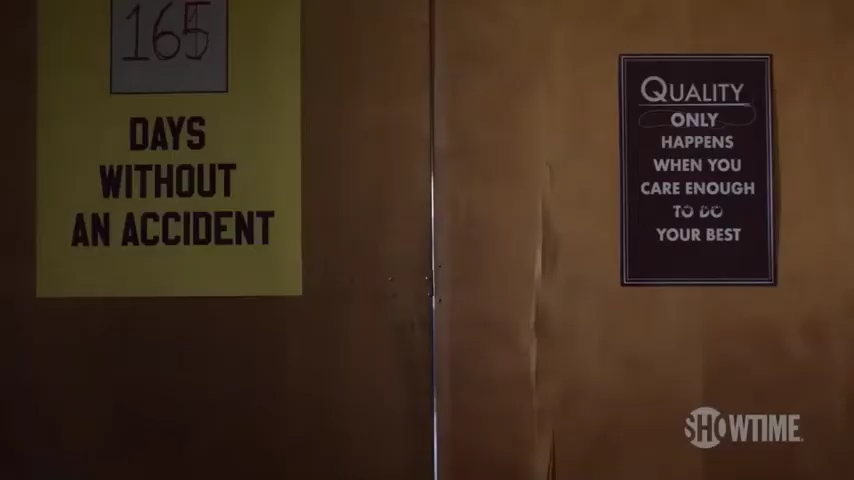 165
DAYS
WITHOUT
AN ACCIDENT
QUALITY
ONLY
HAPPENS
WHEN YOU
CARE ENOUGH
TO DO
YOUR BEST
SHOWTIME